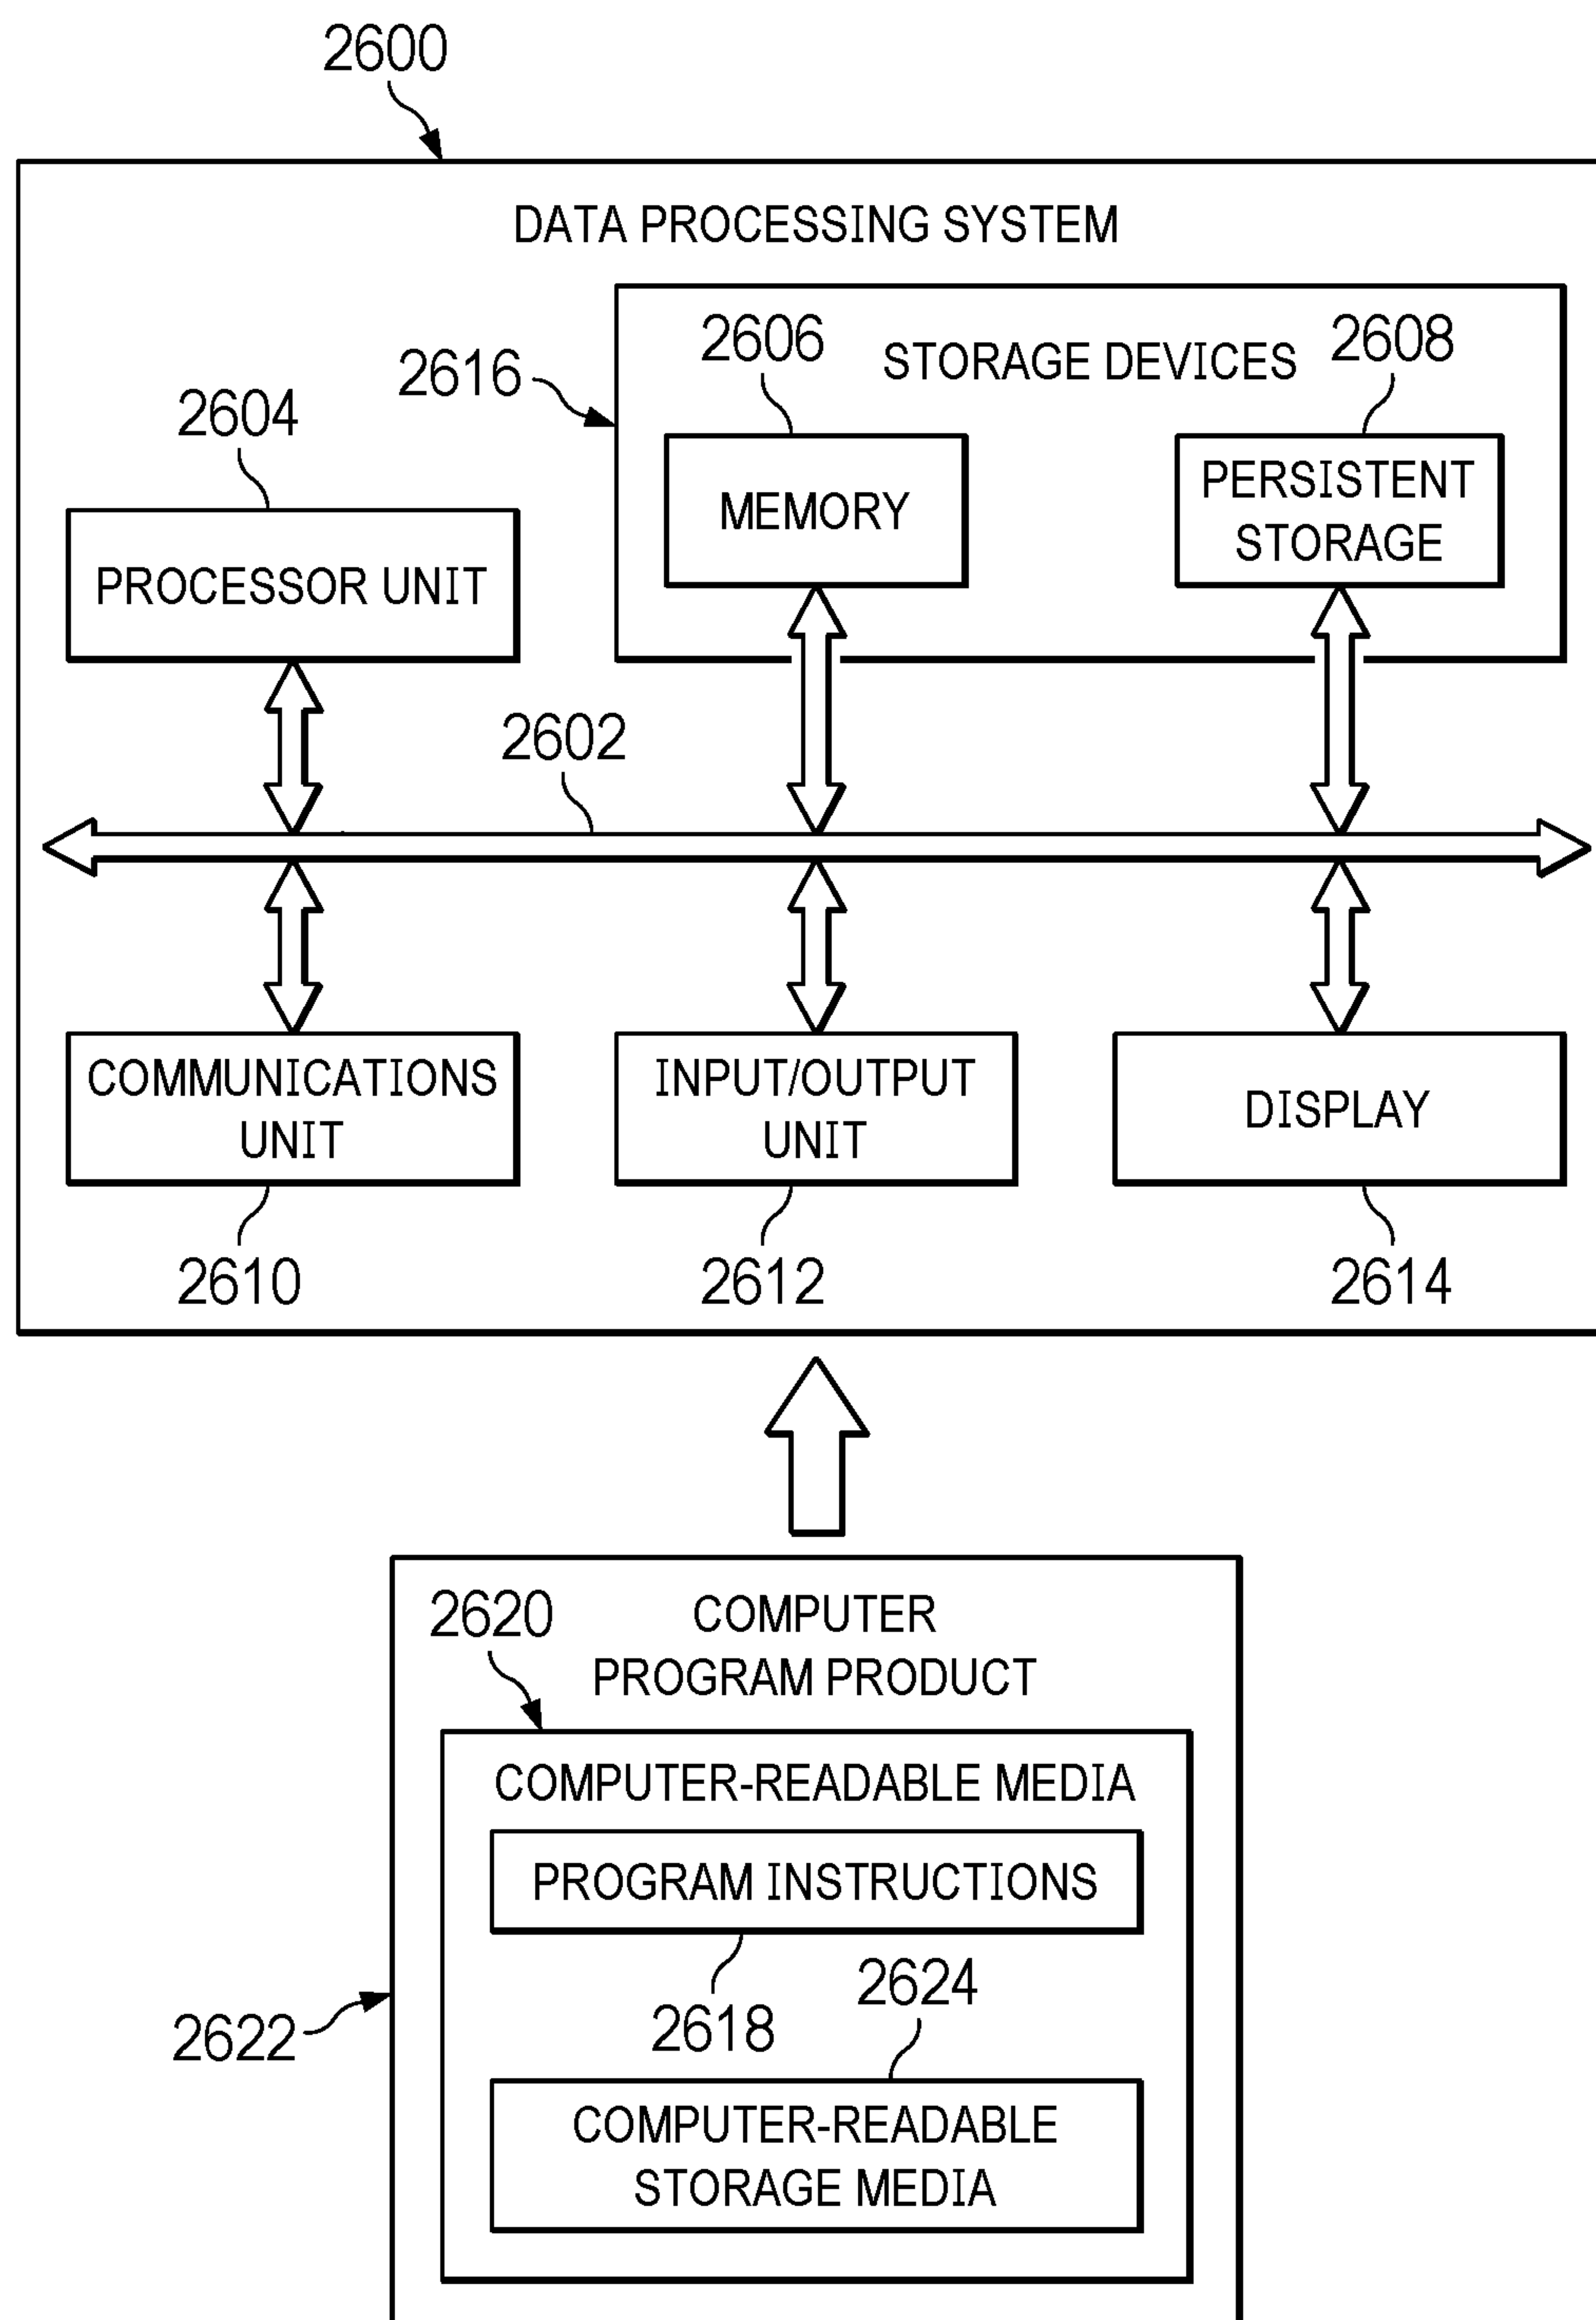 2600
DATA PROCESSING SYSTEM
2616
2606
STORAGE DEVICES
2608
2604
MEMORY
PERSISTENT
STORAGE
PROCESSOR UNIT
2602
COMMUNICATIONS
UNIT
INPUT/OUTPUT
UNIT
DISPLAY
2610
2612
2614
2620
COMPUTER
PROGRAM PRODUCT
COMPUTER-READABLE MEDIA
PROGRAM INSTRUCTIONS
2618
2624
2622
COMPUTER-READABLE
STORAGE MEDIA